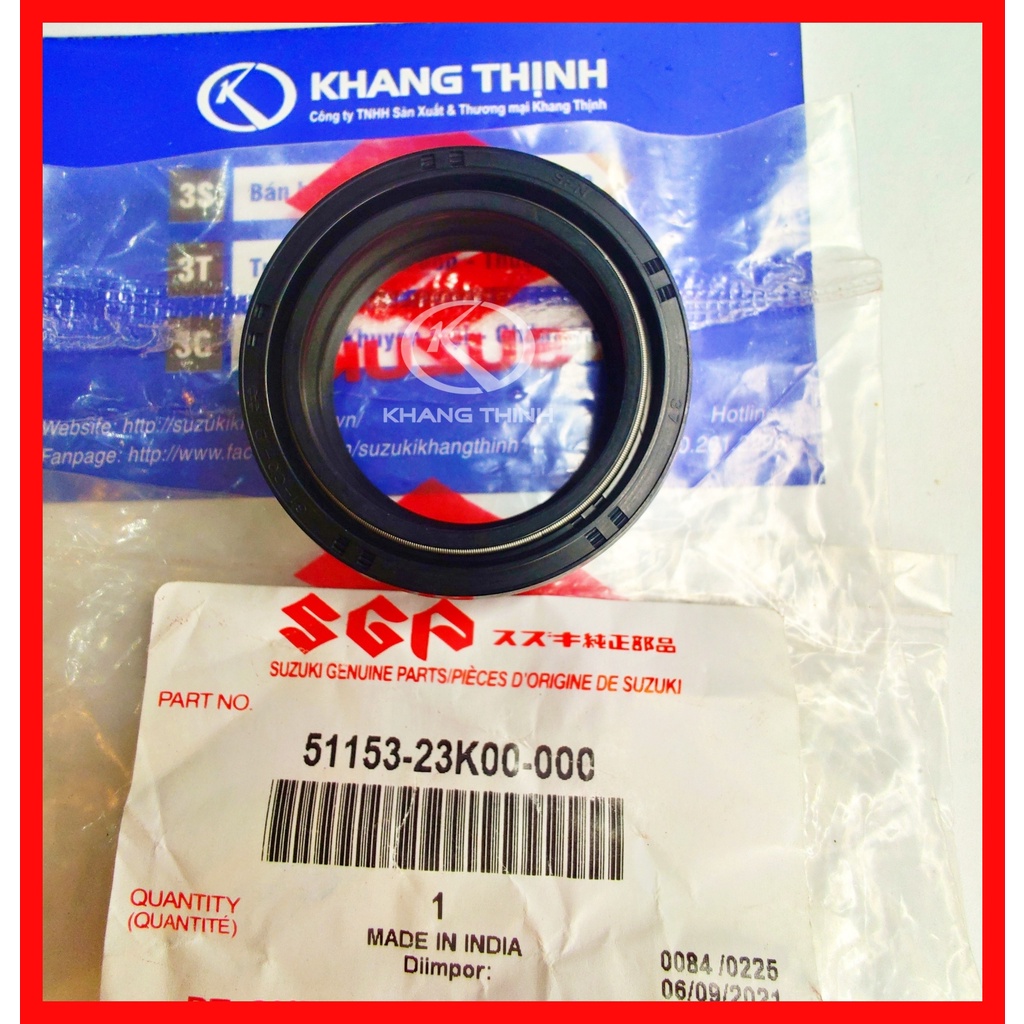 KHANG THỊNH
Công ty TNHH Sản Xuất & Thương mại Khang Thịnh
3S
Bán
3T
3C
KHANG THỊNH
Website: http://suzuki
Hotline
Fanpage: http://www.fac
/suzukikhangthinh
37
SGP スズキ純正部品
SUZUKI GENUINE PARTS/PIÈCES D'ORIGINE DE SUZUKI
PART NO.
51153-23K00-000
QUANTITY
(QUANTITÉ)
1
MADE IN INDIA
Diimpor:
0084 /0225
06/09/2021